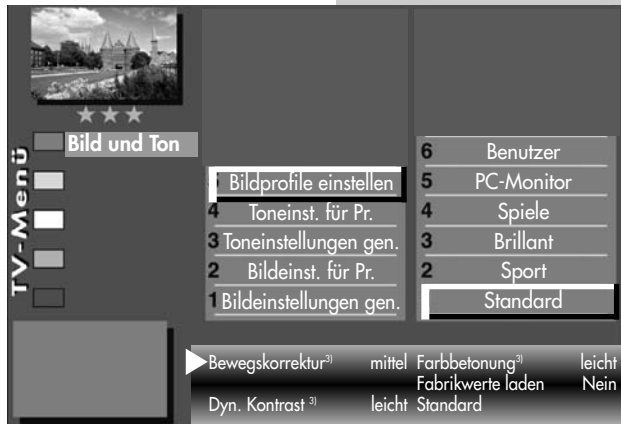 TV-Menü
Bild und Ton
Bildprofile einstellen
4 Toneinst. für Pr.
3 Toneinstellungen gen.
2 Bildeinst. für Pr.
1 Bildeinstellungen gen.
6 Benutzer
5 PC-Monitor
4 Spiele
3 Brillant
2 Sport
Standard
Bewegskorrektur³⁾ mittel Farbbetonung³⁾ leicht
Fabrikwerte laden Nein
Dyn. Kontrast ³⁾ leicht Standard